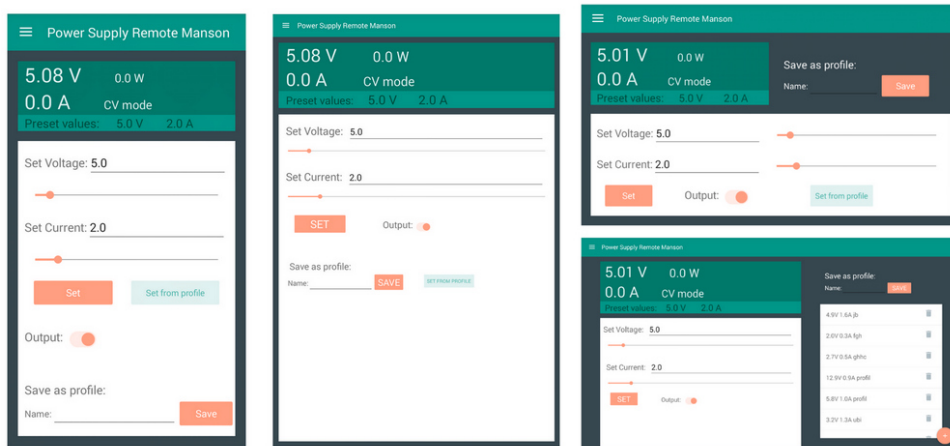 Power Supply Remote Manson
5.08 V 0.0 W
0.0 A CV mode
Preset values: 5.0 V 2.0 A
Set Voltage: 5.0
Set Current: 2.0
Set Set from profile
Output:
Save as profile:
Name: Save
Power Supply Remote Manson
5.08 V 0.0 W
0.0 A CV mode
Preset values: 5.0 V 2.0 A
Set Voltage: 5.0
Set Current: 2.0
SET Output:
Save as profile:
Name: SAVE SET FROM PROFILE
Power Supply Remote Manson
5.01 V 0.0 W
0.0 A CV mode
Preset values: 5.0 V 2.0 A
Save as profile:
Name: Save
Set Voltage: 5.0
Set Current: 2.0
Set Output: Set from profile
Power Supply Remote Manson
5.01 V 0.0 W
0.0 A CV mode
Preset values: 5.0 V 2.0 A
Set Voltage: 5.0
Set Current: 2.0
SET Output:
Save as profile:
Name: SAVE
4.9V 1.6A jb
2.6V 0.3A fgh
2.7V 0.5A ghhc
12.9V 0.9A profil
5.8V 1.0A profil
3.2V 1.3A ubi